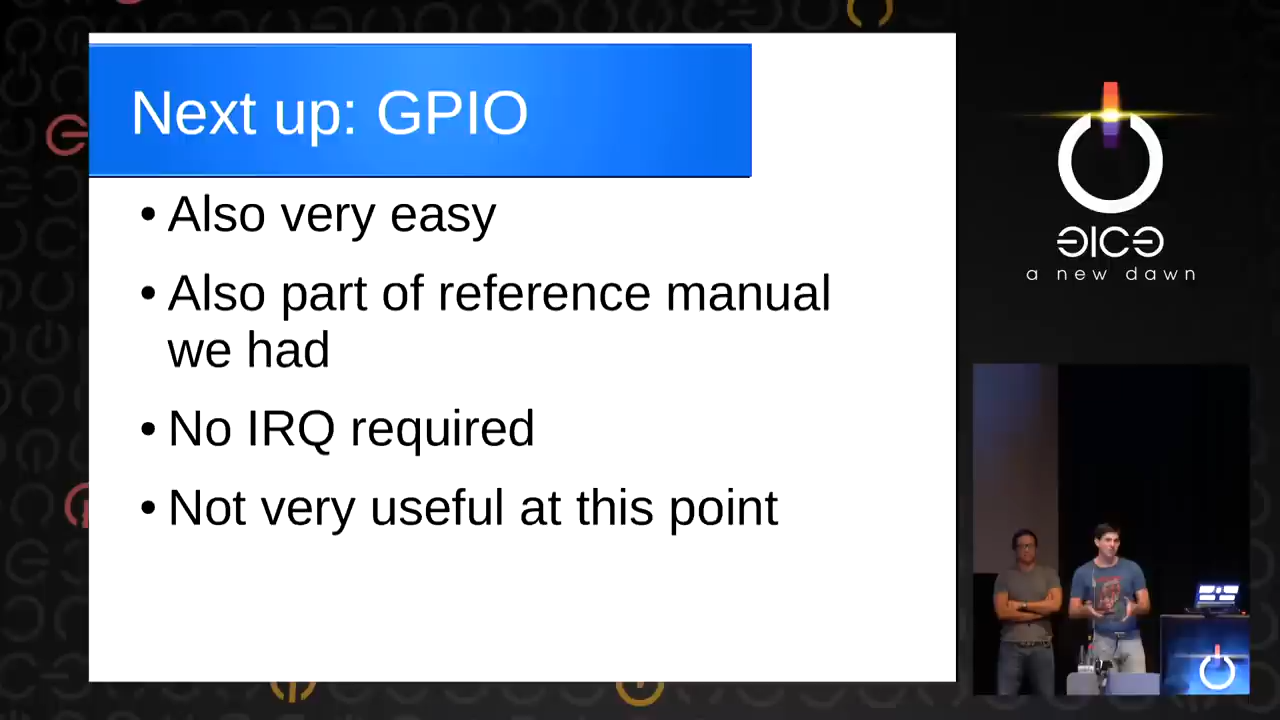 Next up: GPIO
• Also very easy
• Also part of reference manual
we had
• No IRQ required
• Not very useful at this point
a new dawn